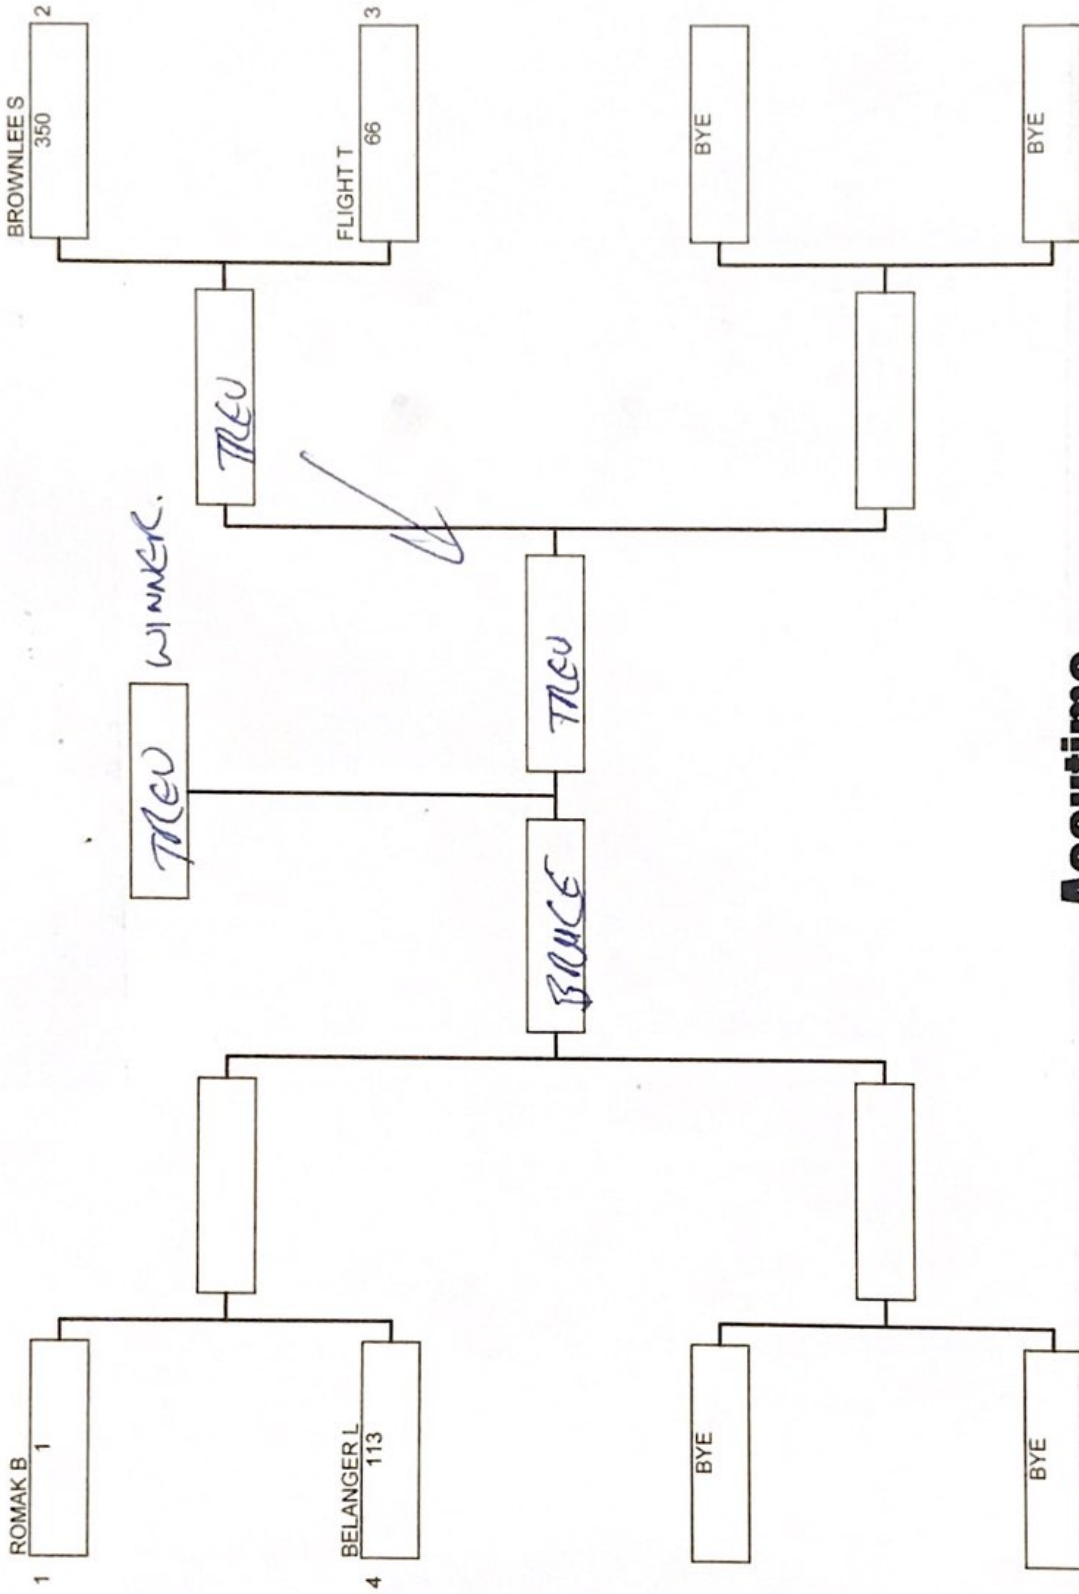 1
ROMAK B
1
4
BELANGER L
113
BYE
BYE
BRUCE
TREV
WINNER.
TREV
TREV
BROWNLEE S
350
2
FLIGHT T
66
3
BYE
BYE
Accutime